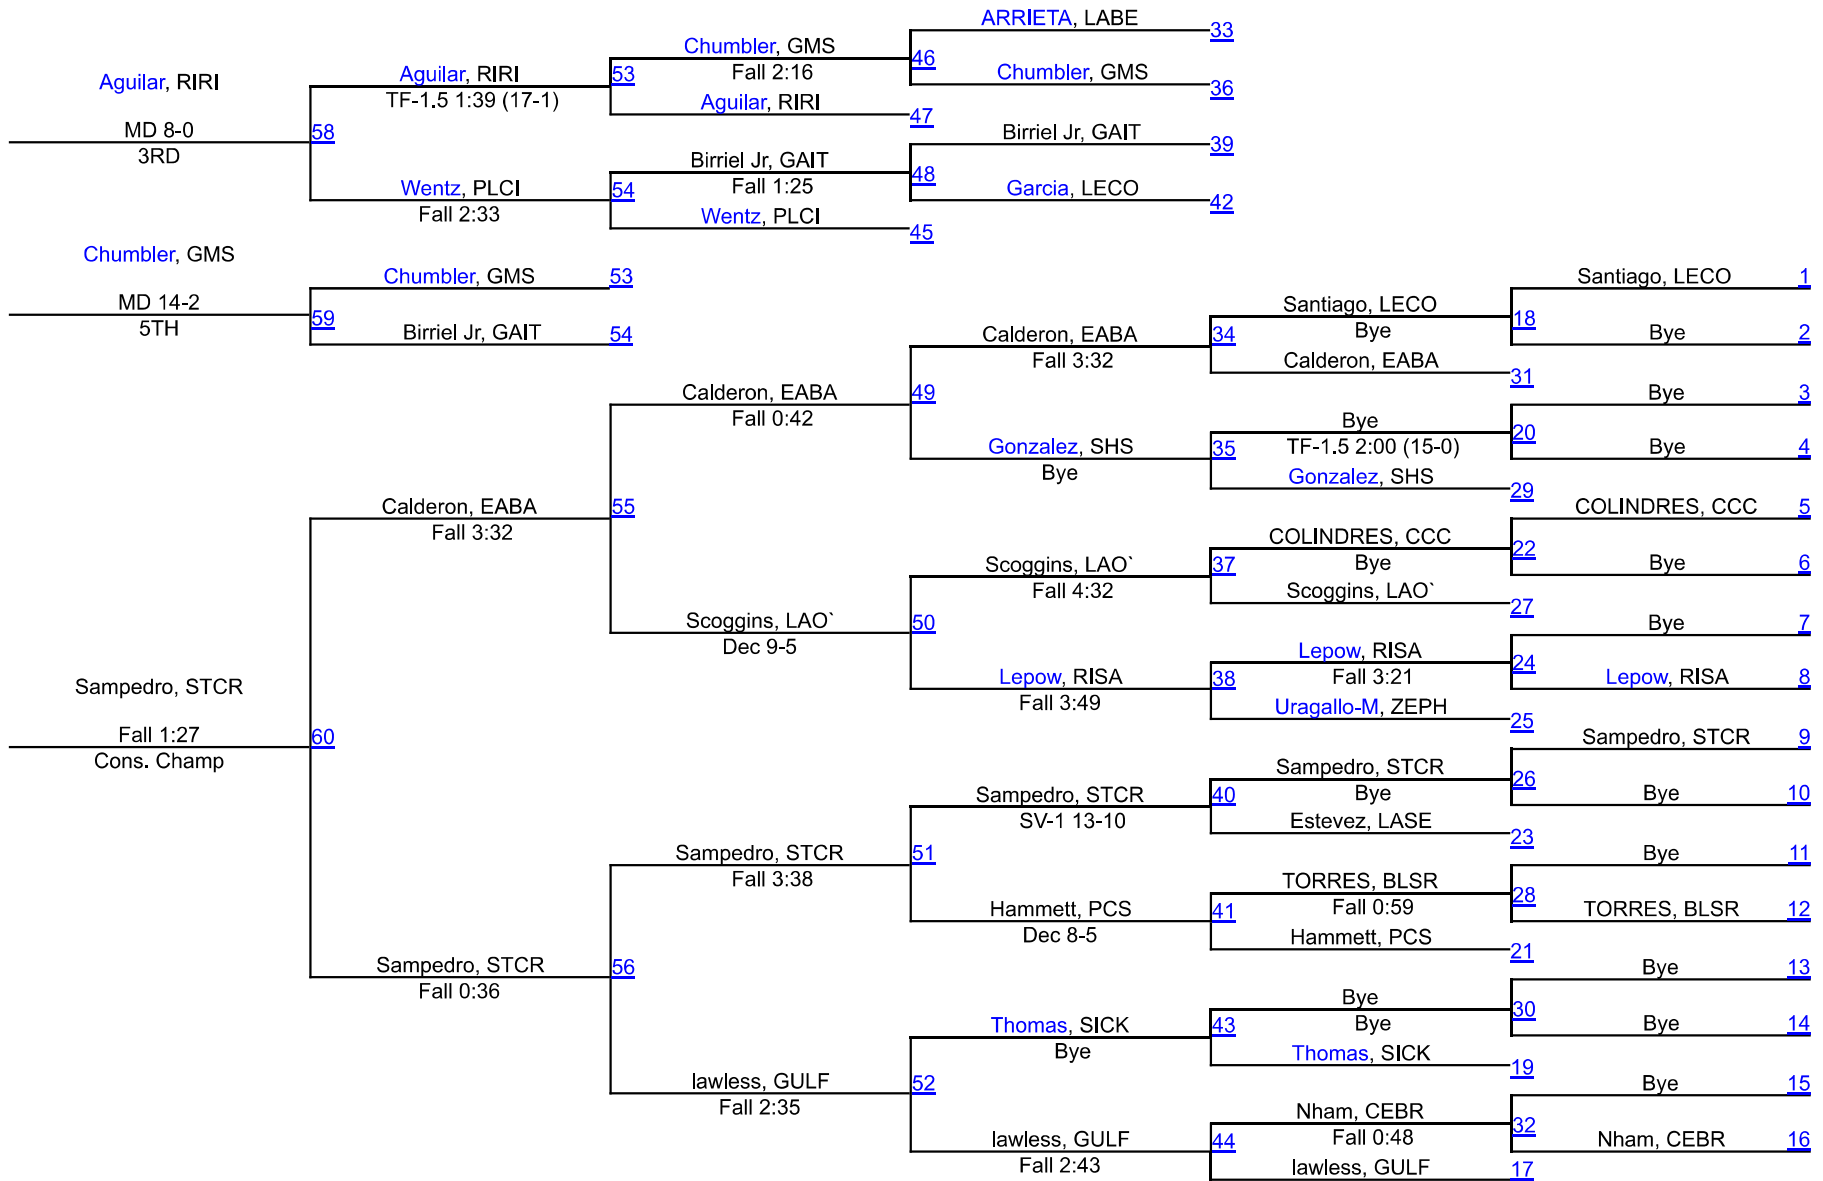 ARRIETA, LABE
33
Chumbler, GMS
46
Fall 2:16
Aguilar, RIRI
Aguilar, RIRI
53
Chumbler, GMS
36
TF-1.5 1:39 (17-1)
Aguilar, RIRI
47
MD 8-0
58
Birriel Jr, GAIT
39
3RD
Birriel Jr, GAIT
48
Wentz, PLCI
54
Fall 1:25
Garcia, LECO
42
Fall 2:33
Wentz, PLCI
45
Chumbler, GMS
Chumbler, GMS
53
Santiago, LECO
1
MD 14-2
59
Santiago, LECO
18
5TH
Birriel Jr, GAIT
54
Calderon, EABA
34
Bye
Bye
2
Fall 3:32
Calderon, EABA
31
Calderon, EABA
49
Bye
3
Fall 0:42
Bye
20
Gonzalez, SHS
35
TF-1.5 2:00 (15-0)
Bye
4
Bye
Gonzalez, SHS
29
Calderon, EABA
55
COLINDRES, CCC
5
Fall 3:32
COLINDRES, CCC
22
Scoggins, LAO`
37
Bye
Bye
6
Fall 4:32
Scoggins, LAO`
27
Scoggins, LAO`
50
Bye
7
Dec 9-5
Lepow, RISA
24
Lepow, RISA
38
Fall 3:21
Lepow, RISA
8
Sampedro, STCR
Fall 3:49
Uragallo-M, ZEPH
25
Fall 1:27
60
Sampedro, STCR
9
Cons. Champ
Sampedro, STCR
26
Sampedro, STCR
40
Bye
Bye
10
SV-1 13-10
Estevez, LASE
23
Sampedro, STCR
51
Bye
11
Fall 3:38
TORRES, BLSR
28
Hammett, PCS
41
Fall 0:59
TORRES, BLSR
12
Dec 8-5
Hammett, PCS
21
Sampedro, STCR
56
Bye
13
Fall 0:36
Bye
30
Thomas, SICK
43
Bye
Bye
14
Bye
Thomas, SICK
19
lawless, GULF
52
Bye
15
Fall 2:35
Nham, CEBR
32
lawless, GULF
44
Fall 0:48
Nham, CEBR
16
Fall 2:43
lawless, GULF
17